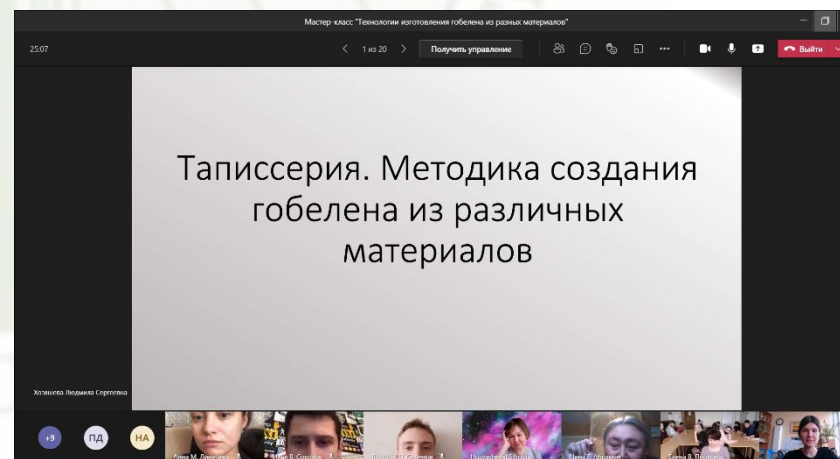 Мастер-класс "Технологии изготовления гобелена из разных материалов"
25:07
1 из 20
Получить управление
Выйти
Таписсерия. Методика создания
гобелена из различных
материалов
Людмила Сергеевна
+9
ПД
НА
Анна М.